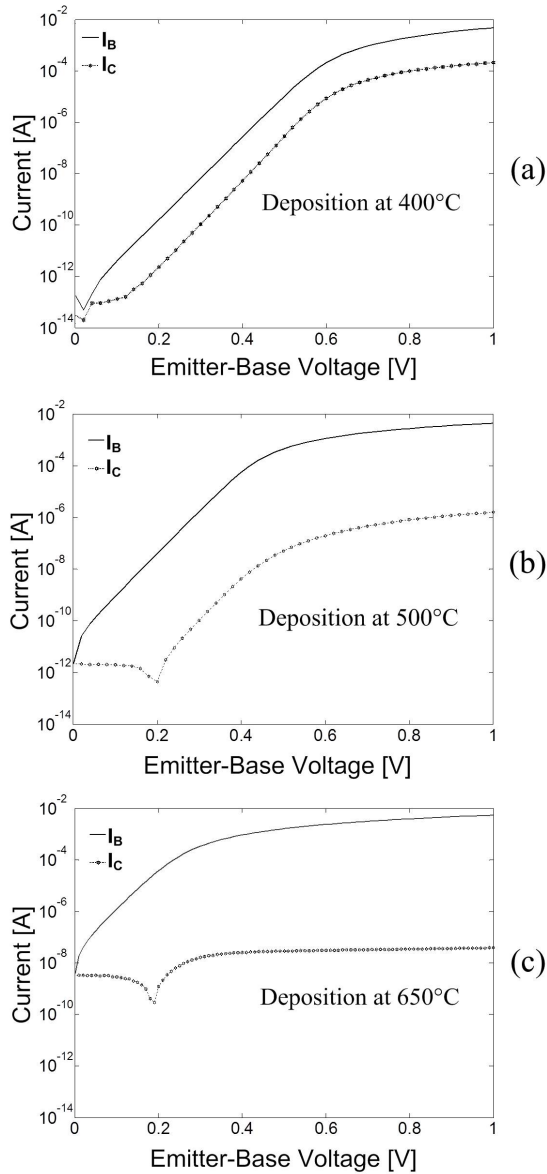 10⁻²
10⁻⁴
10⁻⁶
10⁻⁸
10⁻¹⁰
10⁻¹²
10⁻¹⁴
Current [A]
I_B
I_C
Deposition at 400°C
(a)
0 0.2 0.4 0.6 0.8 1
Emitter-Base Voltage [V]
10⁻²
10⁻⁴
10⁻⁶
10⁻⁸
10⁻¹⁰
10⁻¹²
10⁻¹⁴
Current [A]
I_B
I_C
Deposition at 500°C
(b)
0 0.2 0.4 0.6 0.8 1
Emitter-Base Voltage [V]
10⁻²
10⁻⁴
10⁻⁶
10⁻⁸
10⁻¹⁰
10⁻¹²
10⁻¹⁴
Current [A]
I_B
I_C
Deposition at 650°C
(c)
0 0.2 0.4 0.6 0.8 1
Emitter-Base Voltage [V]